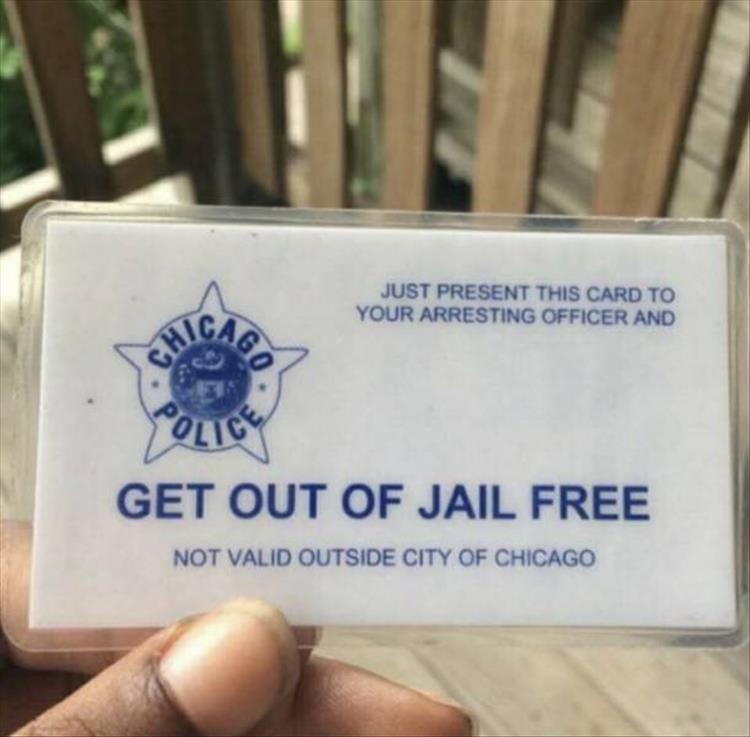 JUST PRESENT THIS CARD TO
YOUR ARRESTING OFFICER AND
CHICAGO
POLICE
GET OUT OF JAIL FREE
NOT VALID OUTSIDE CITY OF CHICAGO